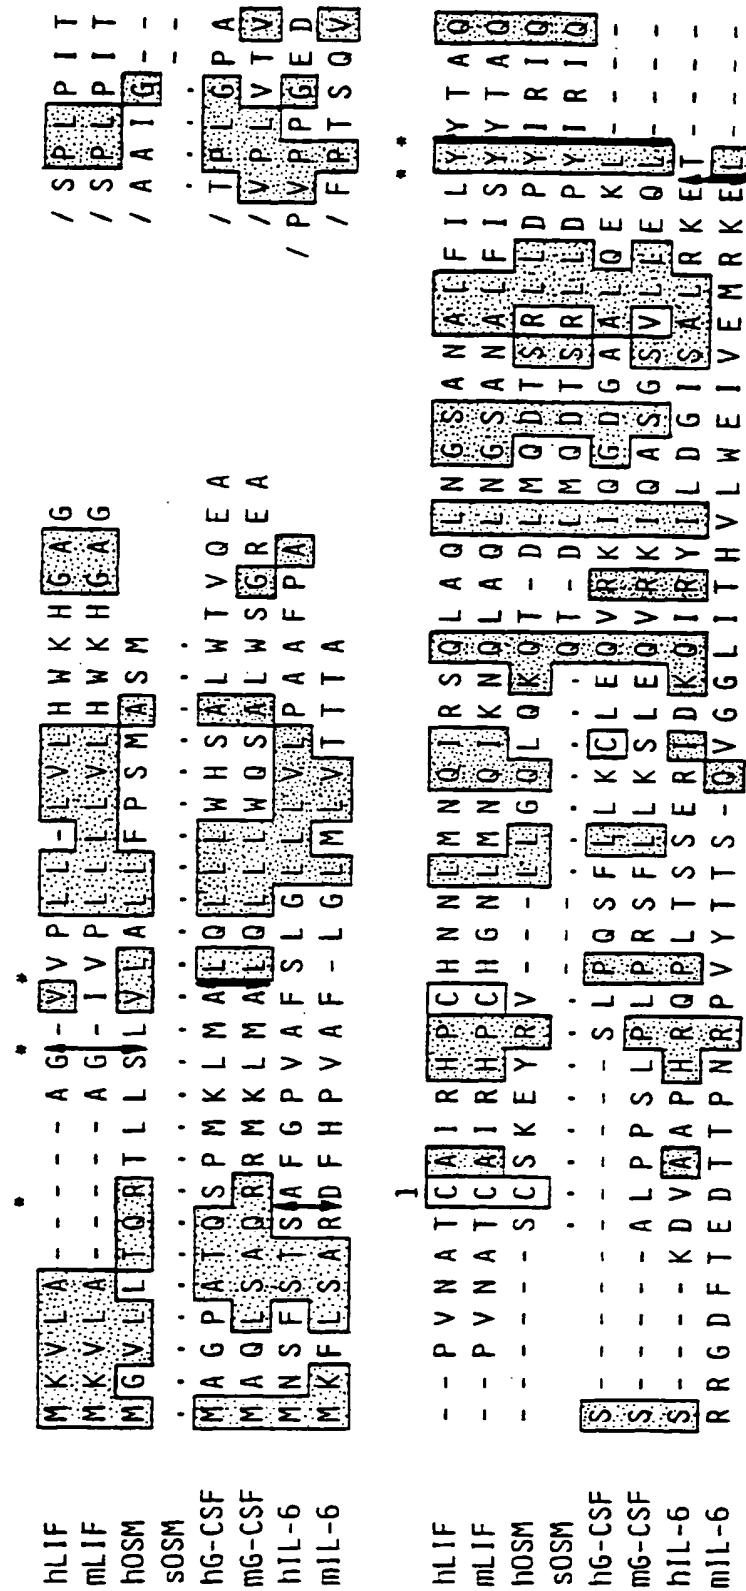 * * *
hLIF M K V L A - - - - - A G - V V P L L - L V L H W K H G A G / S P L P I T
mLIF M K V L A - - - - - A G - I V P L L L L V L H W K H G A G / S P L P I T
hOSM M G V L L T Q R T L L S L V L A L L F P S M A S M / A A I G - -
sOSM . . . . . . . . . . . . . . . . . . . . . . . . . . . . - -
hG-CSF M A G P A T Q S P M K L M A L Q L L L W H S A L W T V Q E A / T P L G P A
mG-CSF M A Q L S A Q R R M K L M A L Q L L L W Q S A L W S G R E A / V P L V T V
hIL-6 M N S F S T S A F G P V A F S L G L L L V L P A A F P A / P V P P G E D
mIL-6 M K F L S A R D F H P V A F - L G L M L V T T T A / F P T S Q V
1 * *
hLIF - - P V N A T C A I R H P C H N N L M N Q I R S Q L A Q L N G S A N A L F I L Y Y T A Q
mLIF - - P V N A T C A I R H P C H G N L M N Q I K N Q L A Q L N G S A N A L F I S Y Y T A Q
hOSM - - - - - - S C S K E Y R V - - - L L G Q L Q K Q T - D L M Q D T S R L L D P Y I R I Q
sOSM . . . . . . . - - - . . . . . Q T - D L M Q D T S R L L D P Y I R I Q
hG-CSF S - - - - - - - - - - - S L P Q S F L L K C L E Q V R K I Q G D G A A L Q E K L - - - -
mG-CSF S - - - - - A L P P S L P L P R S F L L K S L E Q V R K I Q A S G S V L L E Q L - - - -
hIL-6 S - - - - K D V A A P H R Q P L T S S E R I D K Q I R Y I L D G I S A L R K E T - - - -
mIL-6 R R G D F T E D T T P N R P V Y T T S - Q V G G L I T H V L W E I V E M R K E L - - - -